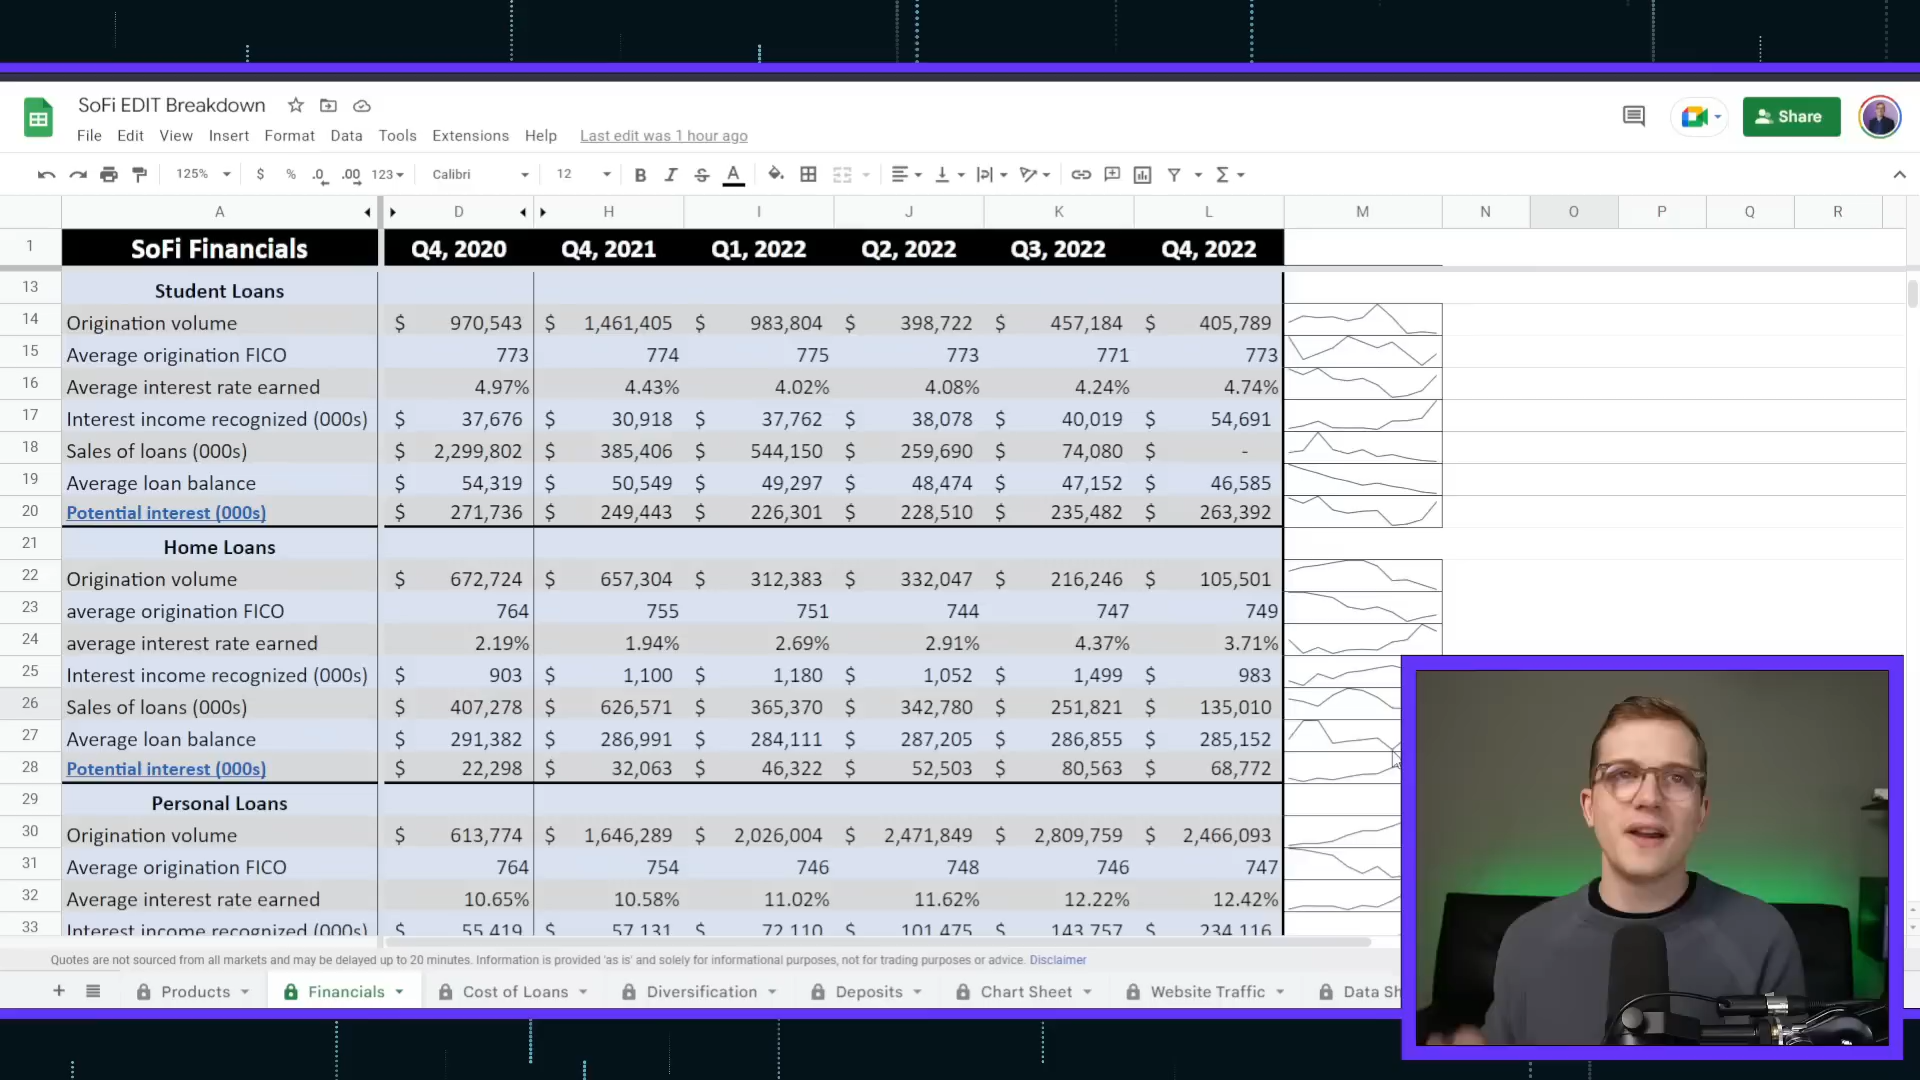 SoFi EDIT Breakdown
File Edit View Insert Format Data Tools Extensions Help Last edit was 1 hour ago
Share
125% $ % .0 .00 123 Calibri 12 B I S A
A D H I J K L M N O P Q R
1 SoFi Financials Q4, 2020 Q4, 2021 Q1, 2022 Q2, 2022 Q3, 2022 Q4, 2022
13 Student Loans
14 Origination volume $ 970,543 $ 1,461,405 $ 983,804 $ 398,722 $ 457,184 $ 405,789
15 Average origination FICO 773 774 775 773 771 773
16 Average interest rate earned 4.97% 4.43% 4.02% 4.08% 4.24% 4.74%
17 Interest income recognized (000s) $ 37,676 $ 30,918 $ 37,762 $ 38,078 $ 40,019 $ 54,691
18 Sales of loans (000s) $ 2,299,802 $ 385,406 $ 544,150 $ 259,690 $ 74,080 $ -
19 Average loan balance $ 54,319 $ 50,549 $ 49,297 $ 48,474 $ 47,152 $ 46,585
20 Potential interest (000s) $ 271,736 $ 249,443 $ 226,301 $ 228,510 $ 235,482 $ 263,392
21 Home Loans
22 Origination volume $ 672,724 $ 657,304 $ 312,383 $ 332,047 $ 216,246 $ 105,501
23 average origination FICO 764 755 751 744 747 749
24 average interest rate earned 2.19% 1.94% 2.69% 2.91% 4.37% 3.71%
25 Interest income recognized (000s) $ 903 $ 1,100 $ 1,180 $ 1,052 $ 1,499 $ 983
26 Sales of loans (000s) $ 407,278 $ 626,571 $ 365,370 $ 342,780 $ 251,821 $ 135,010
27 Average loan balance $ 291,382 $ 286,991 $ 284,111 $ 287,205 $ 286,855 $ 285,152
28 Potential interest (000s) $ 22,298 $ 32,063 $ 46,322 $ 52,503 $ 80,563 $ 68,772
29 Personal Loans
30 Origination volume $ 613,774 $ 1,646,289 $ 2,026,004 $ 2,471,849 $ 2,809,759 $ 2,466,093
31 Average origination FICO 764 754 746 748 746 747
32 Average interest rate earned 10.65% 10.58% 11.02% 11.62% 12.22% 12.42%
33 Interest income recognized (000s) $ 55,419 $ 57,131 $ 72,110 $ 101,475 $ 143,757 $ 234,116
Quotes are not sourced from all markets and may be delayed up to 20 minutes. Information is provided 'as is' and solely for informational purposes, not for trading purposes or advice. Disclaimer
Products Financials Cost of Loans Diversification Deposits Chart Sheet Website Traffic Data Sh